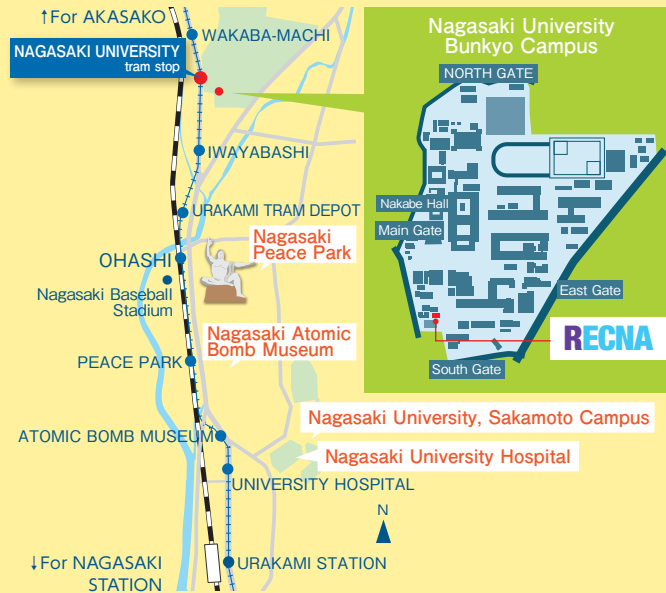 ↑For AKASAKO
WAKABA-MACHI
NAGASAKI UNIVERSITY
tram stop
IWAYABASHI
URAKAMI TRAM DEPOT
Nagasaki
Peace Park
OHASHI
Nagasaki Baseball
Stadium
Nagasaki Atomic
Bomb Museum
PEACE PARK
Nagasaki University, Sakamoto Campus
ATOMIC BOMB MUSEUM
Nagasaki University Hospital
UNIVERSITY HOSPITAL
N
↓For NAGASAKI
STATION
URAKAMI STATION
Nagasaki University
Bunkyo Campus
NORTH GATE
Nakabe Hall
Main Gate
East Gate
RECNA
South Gate